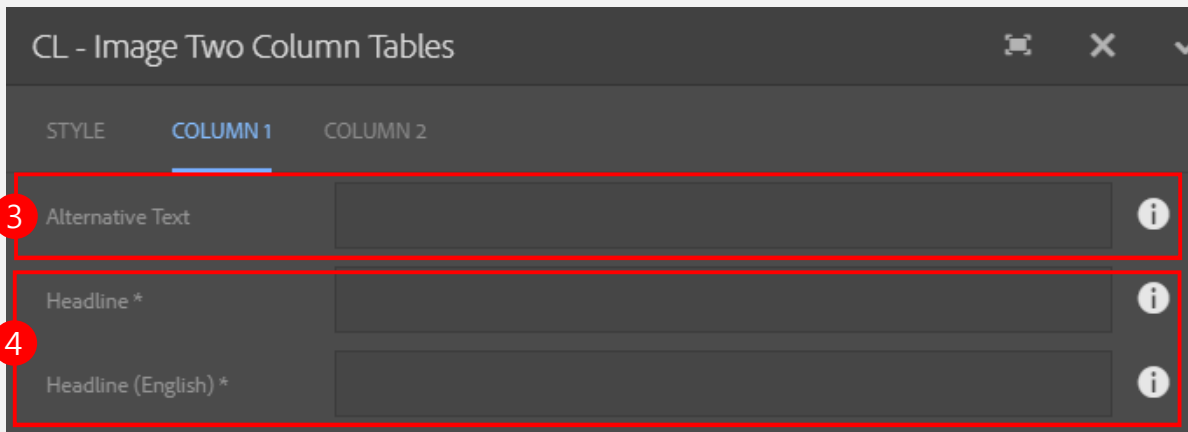 CL - Image Two Column Tables
STYLE COLUMN 1 COLUMN 2
3 Alternative Text
Headline *
4
Headline (English) *